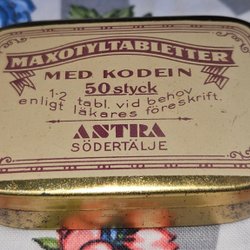 MAXOTYLTABLETTER
MED KODEIN
50 styck
1-2 tabl. vid behov
enligt läkares föreskrift.
ASTRA
SÖDERTÄLJE